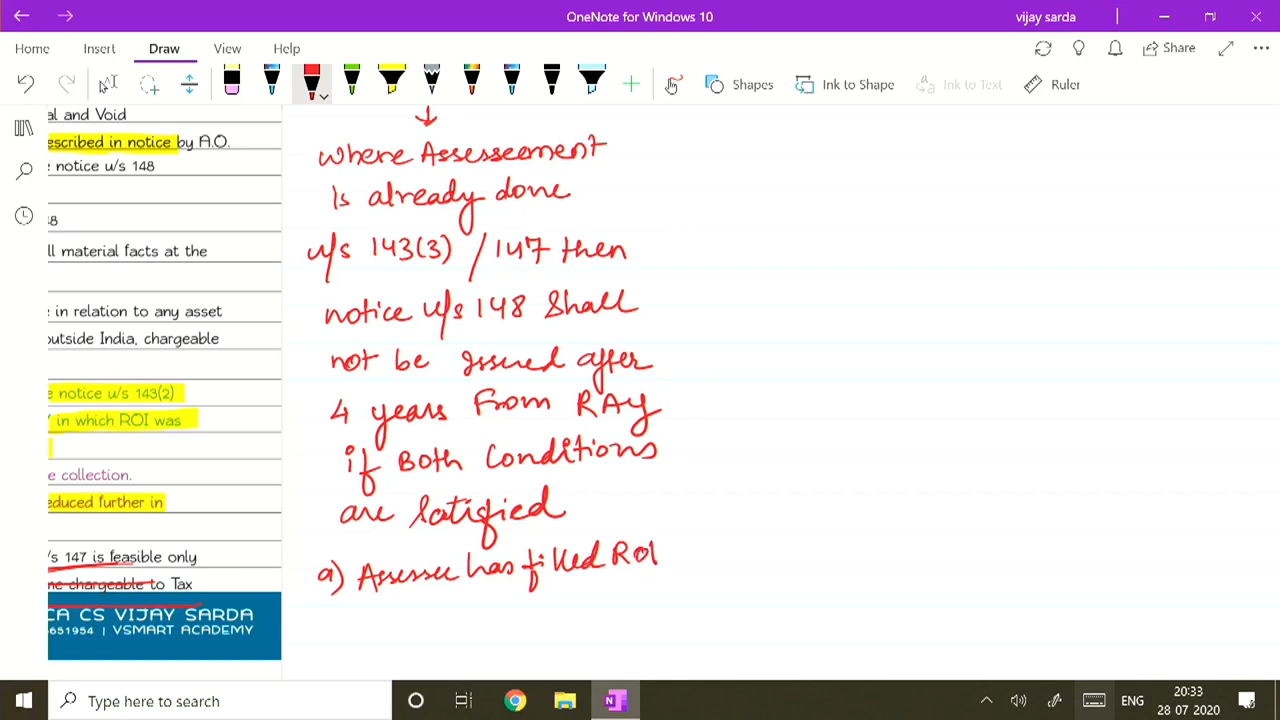 OneNote for Windows 10
vijay sarda
Home
Insert
Draw
View
Help
Share
Shapes
Ink to Shape
Ink to Text
Ruler
al and Void
escribed in notice by A.O.
e notice u/s 148
48
ll material facts at the
e in relation to any asset
outside India, chargeable
e notice u/s 143(2)
in which ROI was
e collection.
educed further in
/s 147 is feasible only
me chargeable to Tax
CA CS VIJAY SARDA
651954 | VSMART ACADEMY
where Assesseement
Is already done
u/s 143(3) /147 then
notice u/s 148 Shall
not be Issued after
4 years From RAY
if Both Conditions
are Satisfied
a) Assessee has filled ROI
Type here to search
ENG
20:33
28-07-2020